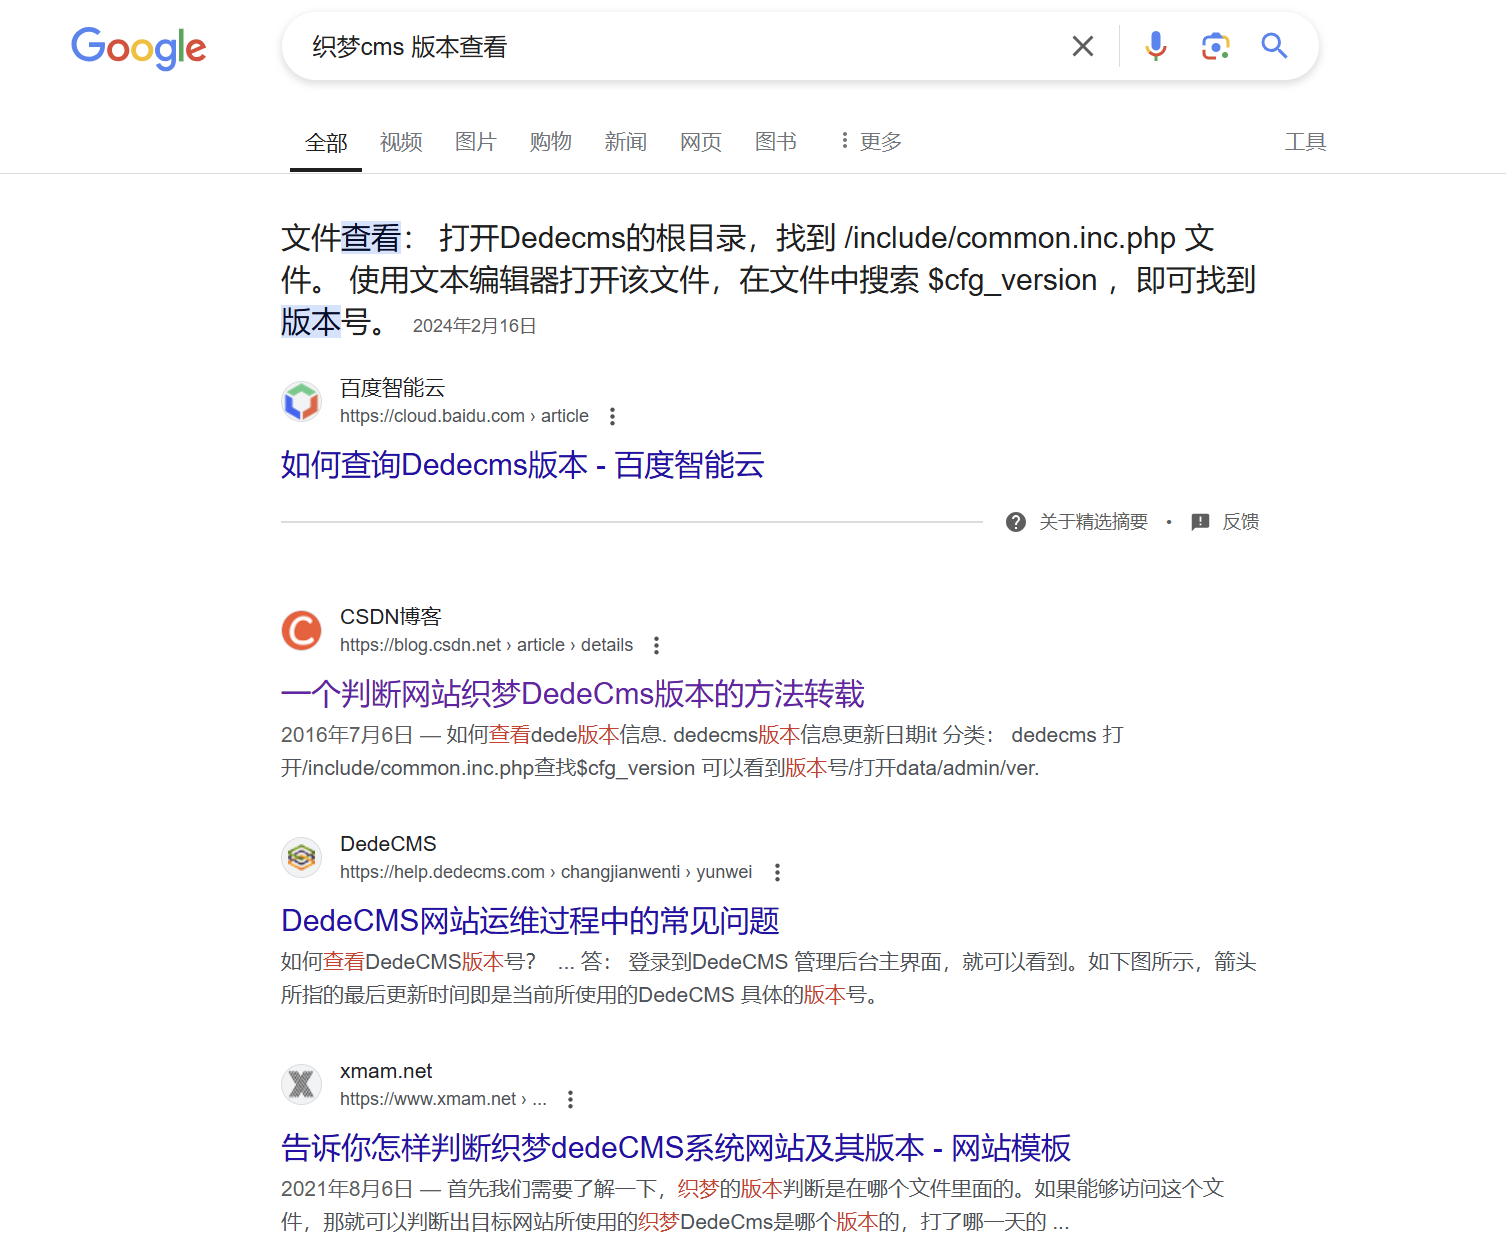 Google
织梦cms 版本查看
全部 视频 图片 购物 新闻 网页 图书 更多 工具
文件查看： 打开Dedecms的根目录，找到 /include/common.inc.php 文
件。 使用文本编辑器打开该文件，在文件中搜索 $cfg_version ，即可找到
版本号。 2024年2月16日
百度智能云
https://cloud.baidu.com › article
如何查询Dedecms版本 - 百度智能云
关于精选摘要 • 反馈
CSDN博客
https://blog.csdn.net › article › details
一个判断网站织梦DedeCms版本的方法转载
2016年7月6日 — 如何查看dede版本信息. dedecms版本信息更新日期it 分类： dedecms 打
开/include/common.inc.php查找$cfg_version 可以看到版本号/打开data/admin/ver.
DedeCMS
https://help.dedecms.com › changjianwenti › yunwei
DedeCMS网站运维过程中的常见问题
如何查看DedeCMS版本号？ ... 答： 登录到DedeCMS 管理后台主界面，就可以看到。如下图所示，箭头
所指的最后更新时间即是当前所使用的DedeCMS 具体的版本号。
xmam.net
https://www.xmam.net › ...
告诉你怎样判断织梦dedeCMS系统网站及其版本 - 网站模板
2021年8月6日 — 首先我们需要了解一下，织梦的版本判断是在哪个文件里面的。如果能够访问这个文
件，那就可以判断出目标网站所使用的织梦DedeCms是哪个版本的，打了哪一天的 ...